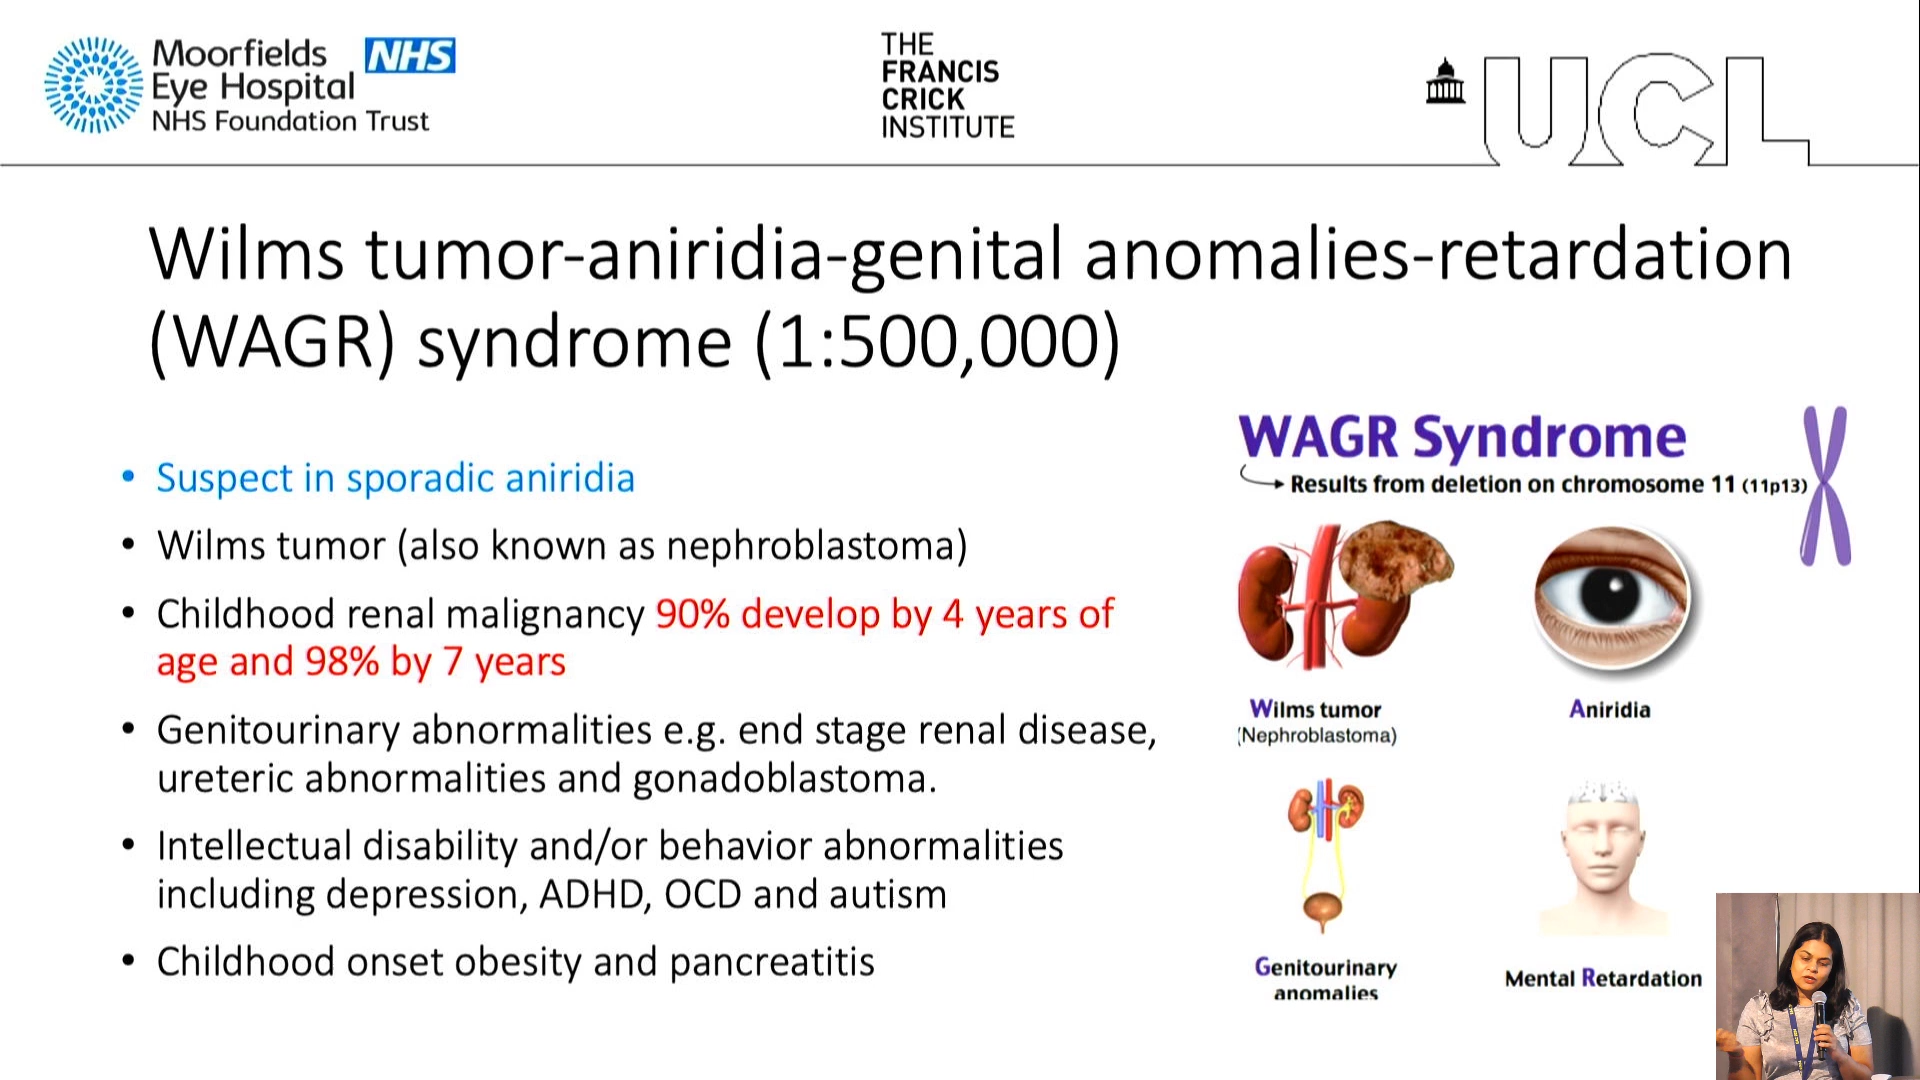 Moorfields
Eye Hospital
NHS Foundation Trust
NHS
THE
FRANCIS
CRICK
INSTITUTE
UCL
Wilms tumor-aniridia-genital anomalies-retardation
(WAGR) syndrome (1:500,000)
• Suspect in sporadic aniridia
• Wilms tumor (also known as nephroblastoma)
• Childhood renal malignancy 90% develop by 4 years of
age and 98% by 7 years
• Genitourinary abnormalities e.g. end stage renal disease,
ureteric abnormalities and gonadoblastoma.
• Intellectual disability and/or behavior abnormalities
including depression, ADHD, OCD and autism
• Childhood onset obesity and pancreatitis
WAGR Syndrome
Results from deletion on chromosome 11 (11p13)
Wilms tumor
(Nephroblastoma)
Aniridia
Genitourinary
anomalies
Mental Retardation